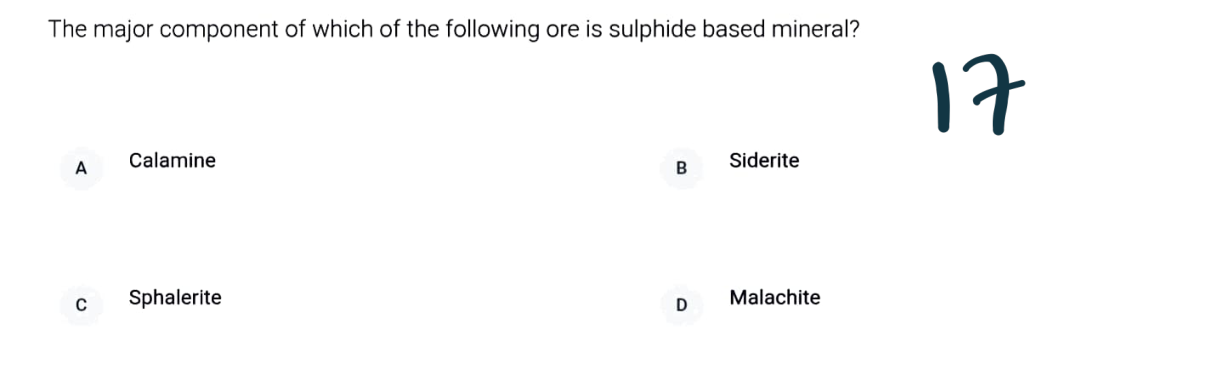 The major component of which of the following ore is sulphide based mineral?
17
A Calamine
B Siderite
C Sphalerite
D Malachite